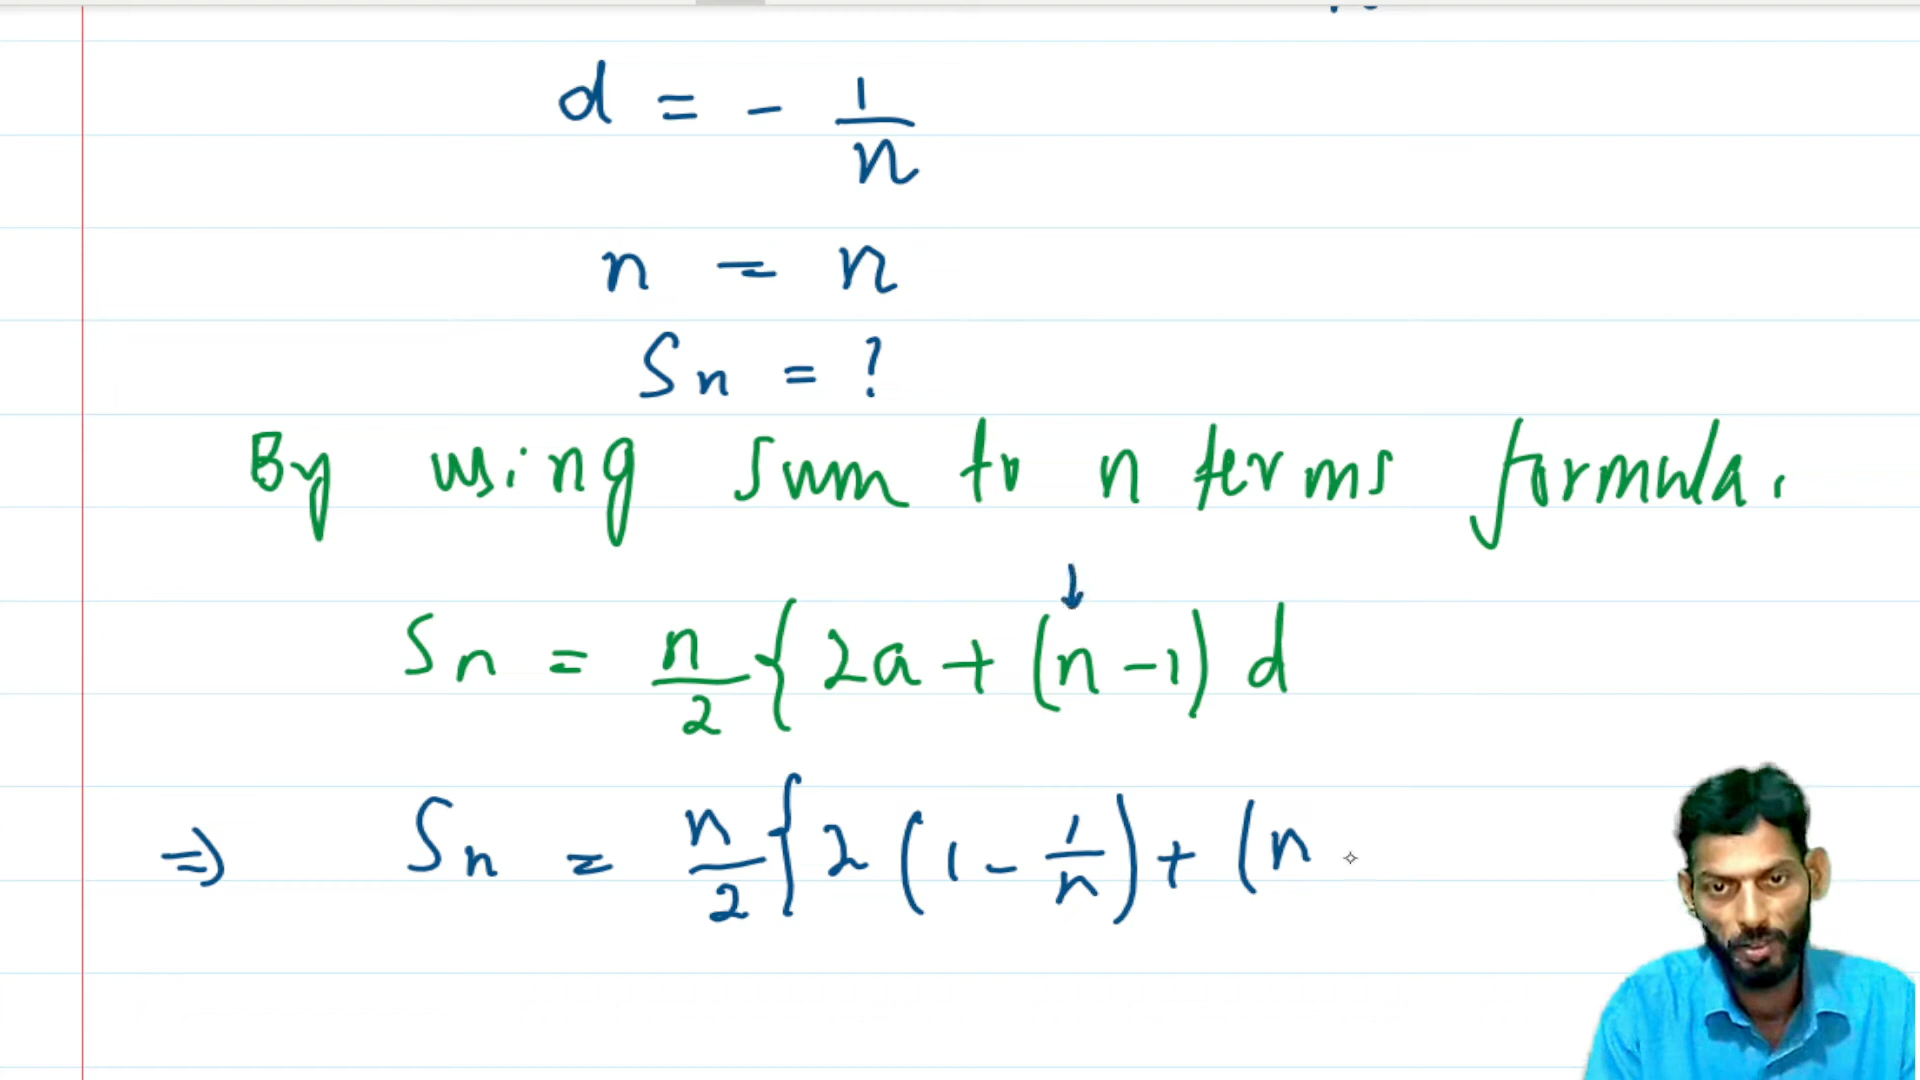 d = - 1/n
n = n
Sn = ?
By using sum to n terms formula.
Sn = n/2 { 2a + (n - 1) d
⇒ Sn = n/2 { 2 ( 1 - 1/n ) + ( n